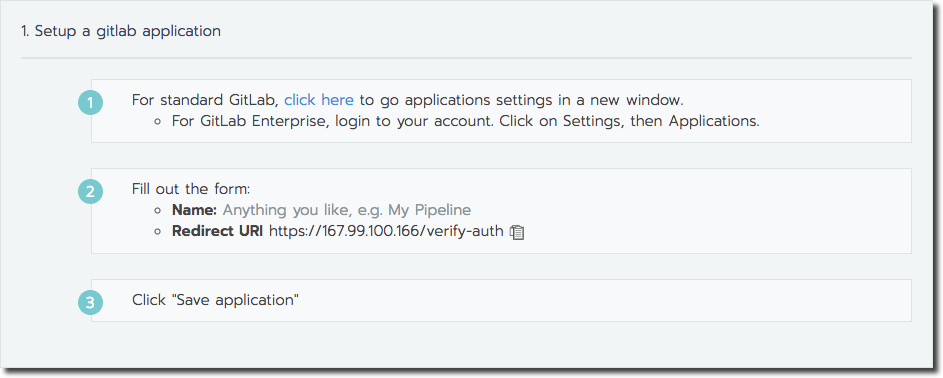 1. Setup a gitlab application
1
For standard GitLab, click here to go applications settings in a new window.
For GitLab Enterprise, login to your account. Click on Settings, then Applications.
2
Fill out the form:
Name: Anything you like, e.g. My Pipeline
Redirect URI https://167.99.100.166/verify-auth
3
Click "Save application"